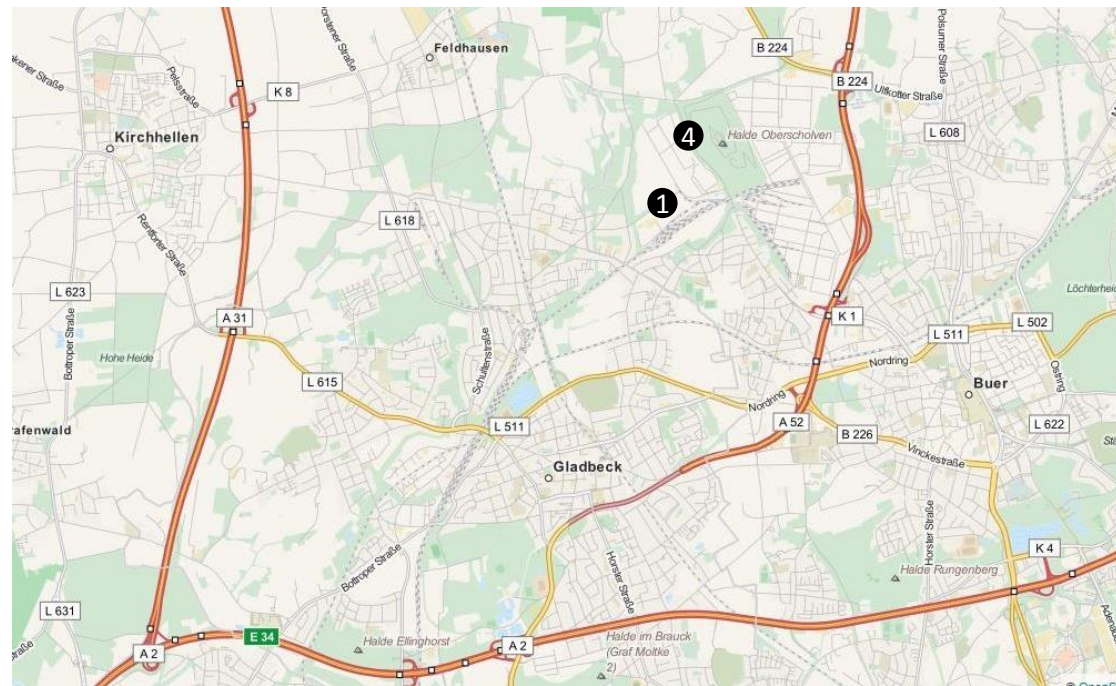 Feldhausen
Kirchhellen
K 8
Pelsstraße
Rentforter Straße
B 224
B 224
Ulfkotter Straße
Polsumer Straße
L 608
4
Halde Oberscholven
1
L 618
L 623
Bottroper Straße
A 31
Hohe Heide
L 615
Schultenstraße
L 511
K 1
L 511
L 502
Nordring
Nordring
Ostring
Buer
A 52
B 226
L 622
Vinckestraße
Gladbeck
rafenwald
Bottroper Straße
Horster Straße
Horster Straße
K 4
Halde Rungenberg
L 631
E 34
A 2
Halde Ellinghorst
A 2
Halde im Brauck
(Graf Moltke
2)